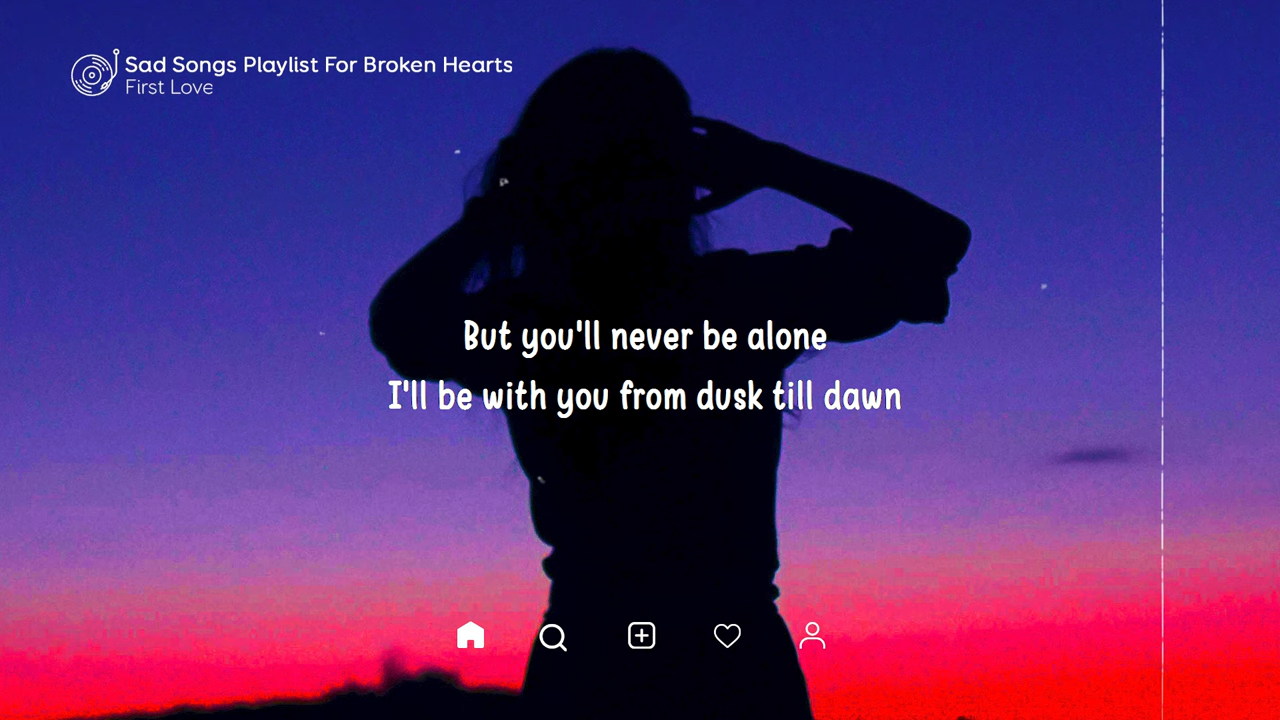 Sad Songs Playlist For Broken Hearts
First Love
But you'll never be alone
I'll be with you from dusk till dawn